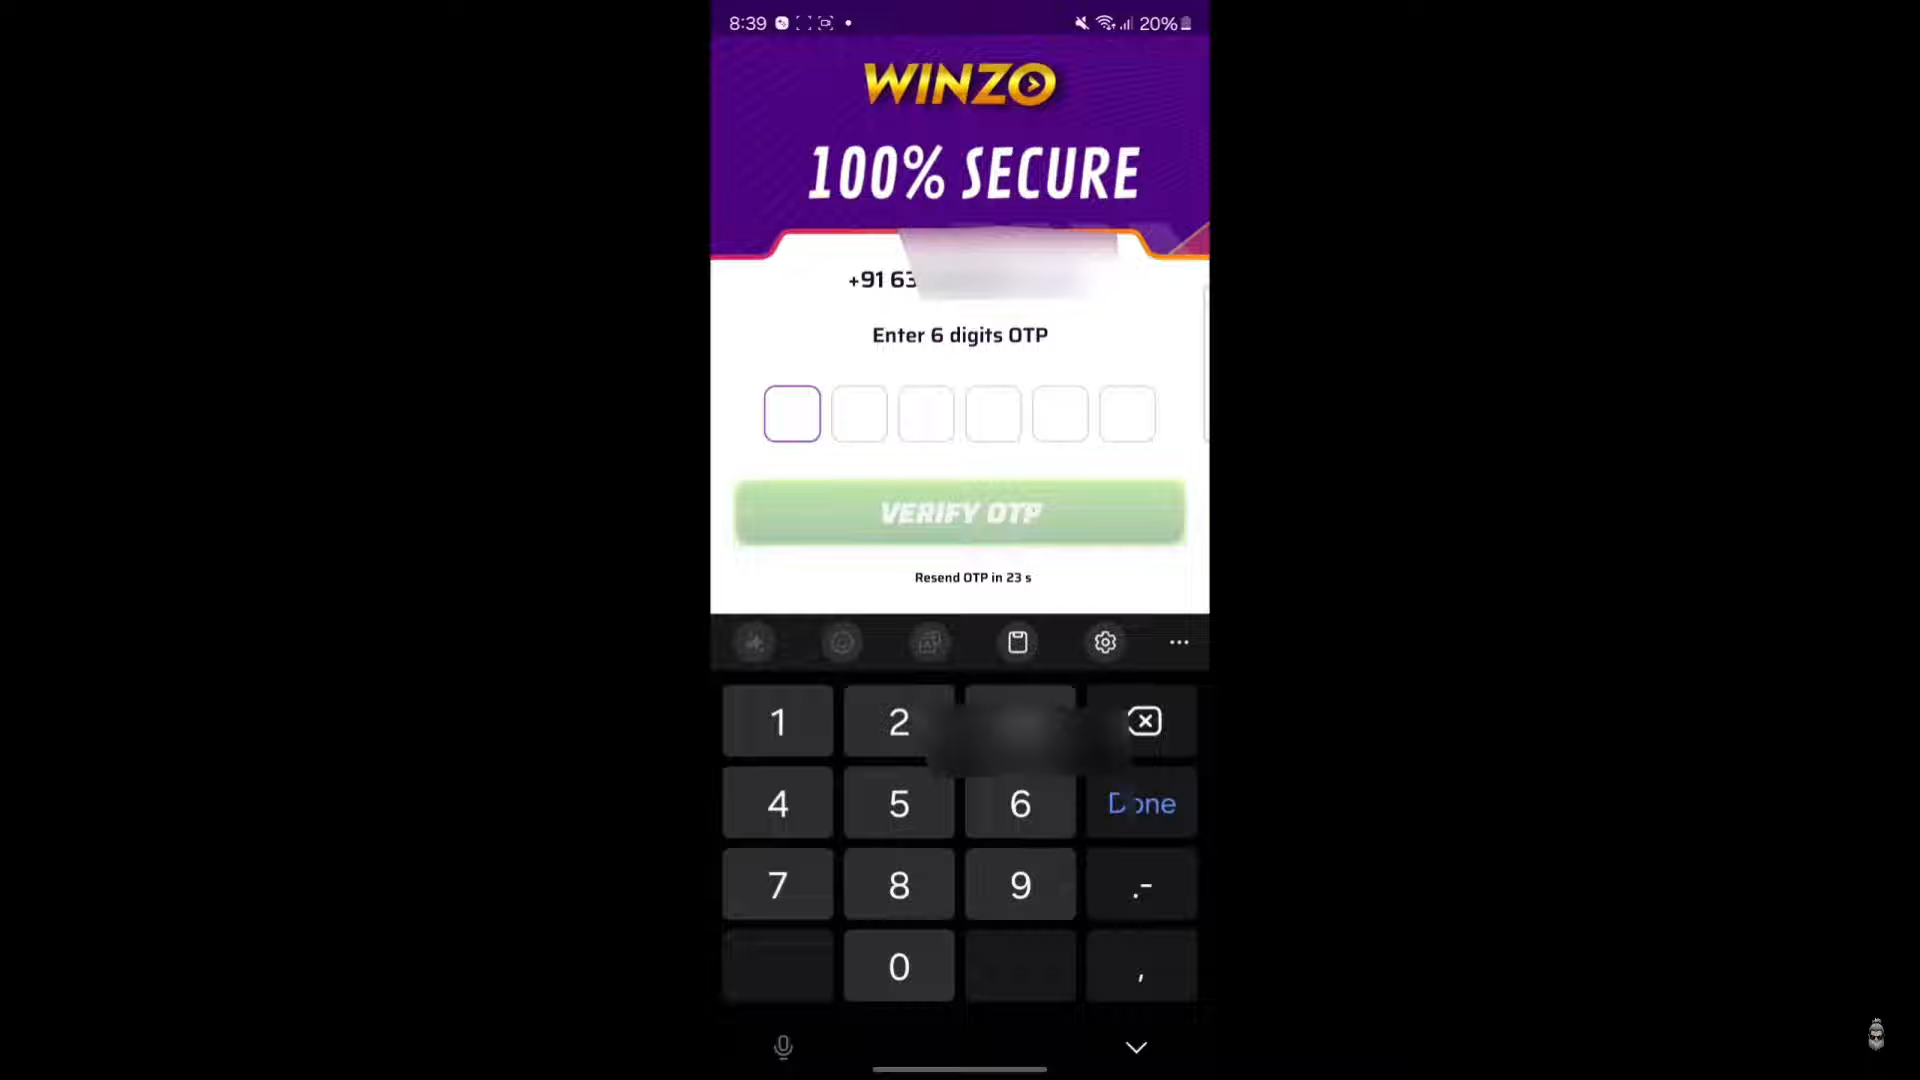 8:39
20%
WINZO
100% SECURE
+91 63
Enter 6 digits OTP
VERIFY OTP
Resend OTP in 23 s
1 2
4 5 6 Done
7 8 9 .-
0 ,